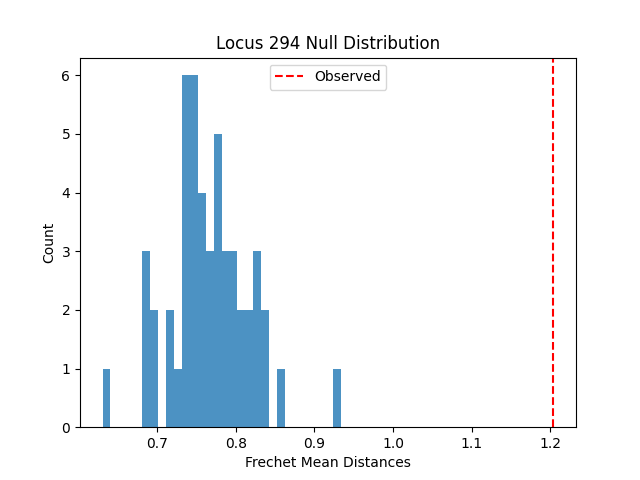 Locus 294 Null Distribution
Observed
Count
6
5
4
3
2
1
0
0.7 0.8 0.9 1.0 1.1 1.2
Frechet Mean Distances